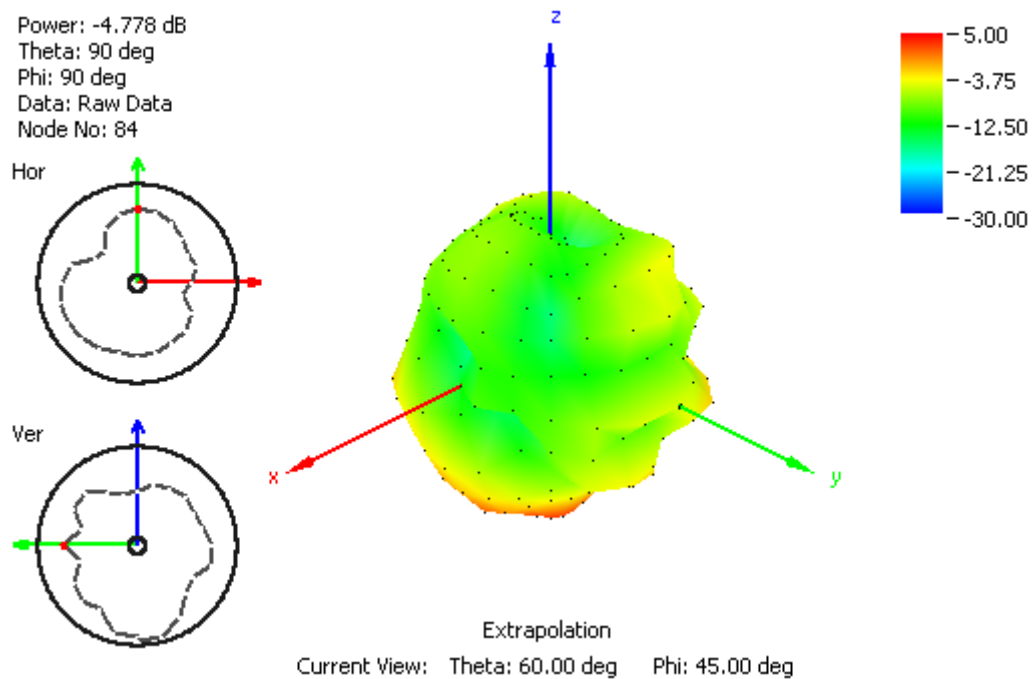 Power: -4.778 dB
Theta: 90 deg
Phi: 90 deg
Data: Raw Data
Node No: 84
Hor
Ver
z
x
y
5.00
-3.75
-12.50
-21.25
-30.00
Extrapolation
Current View: Theta: 60.00 deg Phi: 45.00 deg